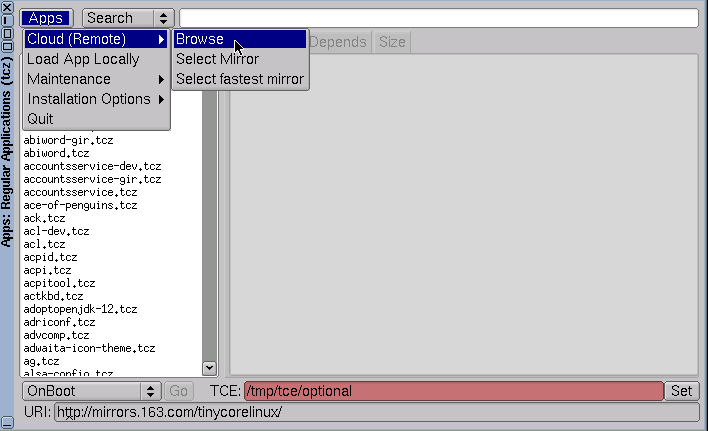 Apps: Regular Applications (tcz)
Apps Search
Cloud (Remote)
Load App Locally
Maintenance
Installation Options
Quit
Browse
Select Mirror
Select fastest mirror
Depends Size
abiword-gir.tcz
abiword.tcz
accountsservice-dev.tcz
accountsservice-gir.tcz
accountsservice.tcz
ace-of-penguins.tcz
ack.tcz
acl-dev.tcz
acl.tcz
acpid.tcz
acpi.tcz
acpitool.tcz
actkbd.tcz
adoptopenjdk-12.tcz
adriconf.tcz
advcomp.tcz
adwaita-icon-theme.tcz
ag.tcz
alsa-config.tcz
OnBoot Go TCE: /tmp/tce/optional Set
URI: http://mirrors.163.com/tinycorelinux/